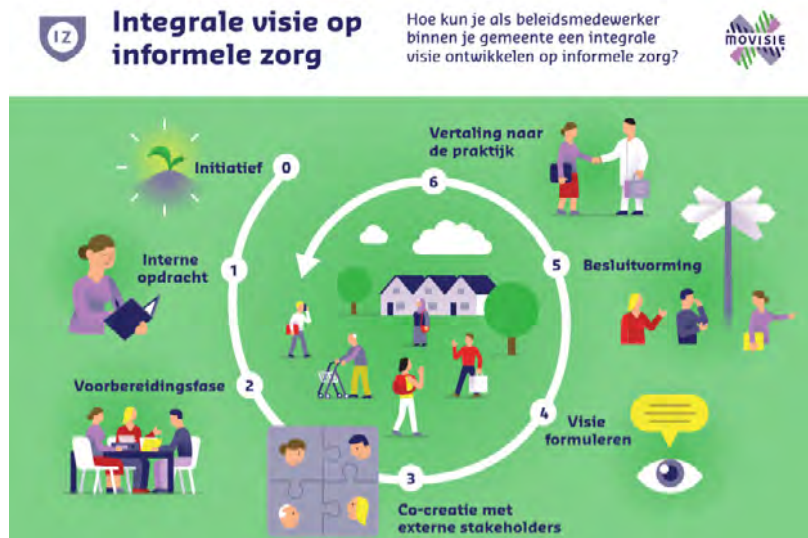 IZ
Integrale visie op
informele zorg
Hoe kun je als beleidsmedewerker
binnen je gemeente een integrale
visie ontwikkelen op informele zorg?
MOVISIE
Initiatief
0
Interne
opdracht
1
Voorbereidingsfase
2
3
Co-creatie met
externe stakeholders
4
Visie
formuleren
5
Besluitvorming
6
Vertaling naar
de praktijk